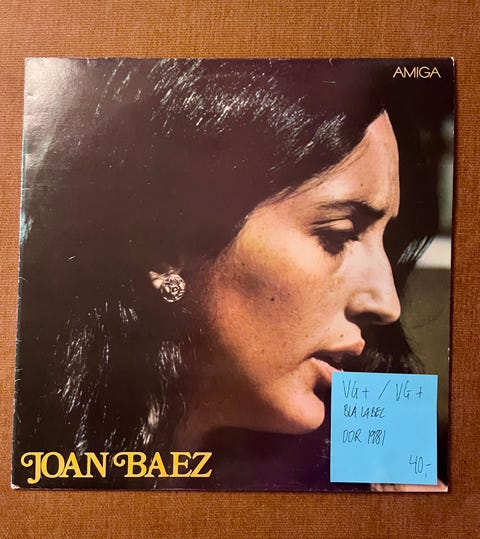 AMIGA
JOAN BAEZ
VG+ / VG+
BLÅ LABEL
DDR 1981
40,-